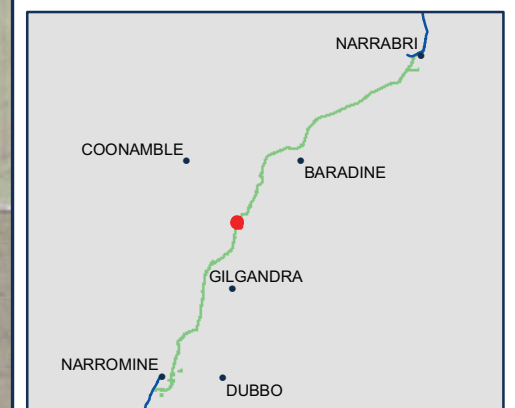 NARRABRI
COONAMBLE
BARADINE
GILGANDRA
NARROMINE
DUBBO